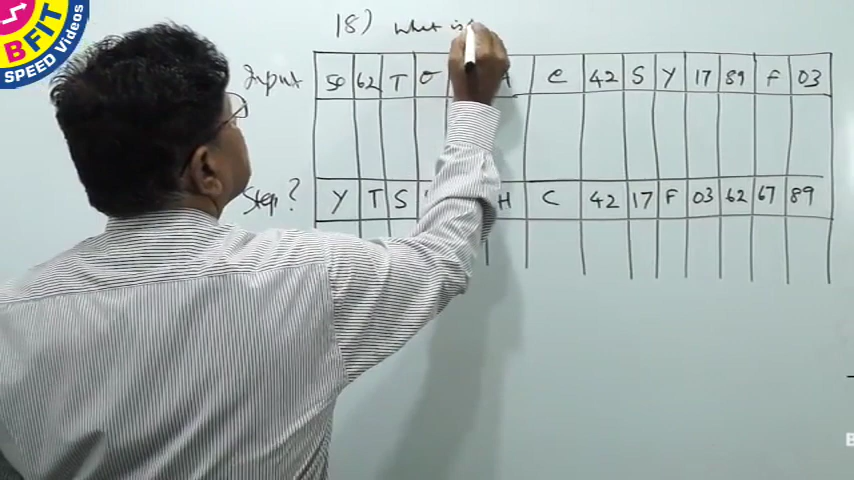 BFIT
SPEED Videos
18) What is
Input 50 62 T C 42 S Y 17 89 F 03
Step? Y T S H C 42 17 F 03 62 67 89
B